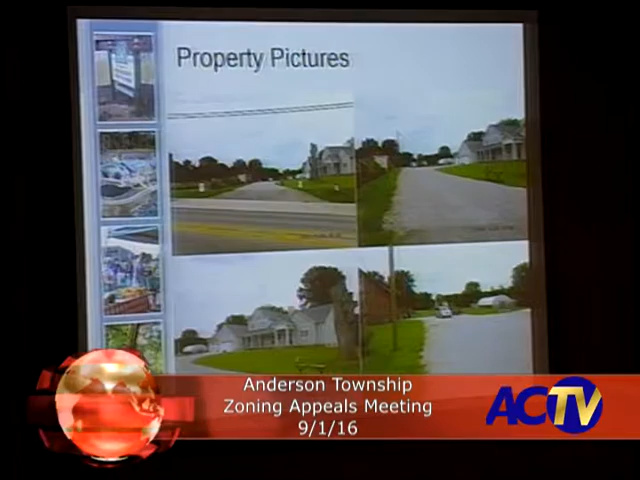 Property Pictures
Anderson Township
Zoning Appeals Meeting
9/1/16
ACTV